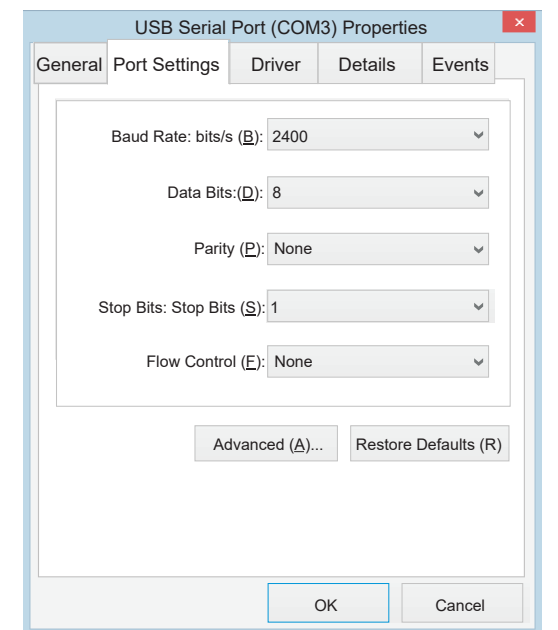 USB Serial Port (COM3) Properties
General Port Settings Driver Details Events
Baud Rate: bits/s (B): 2400
Data Bits:(D): 8
Parity (P): None
Stop Bits: Stop Bits (S): 1
Flow Control (F): None
Advanced (A)... Restore Defaults (R)
OK Cancel